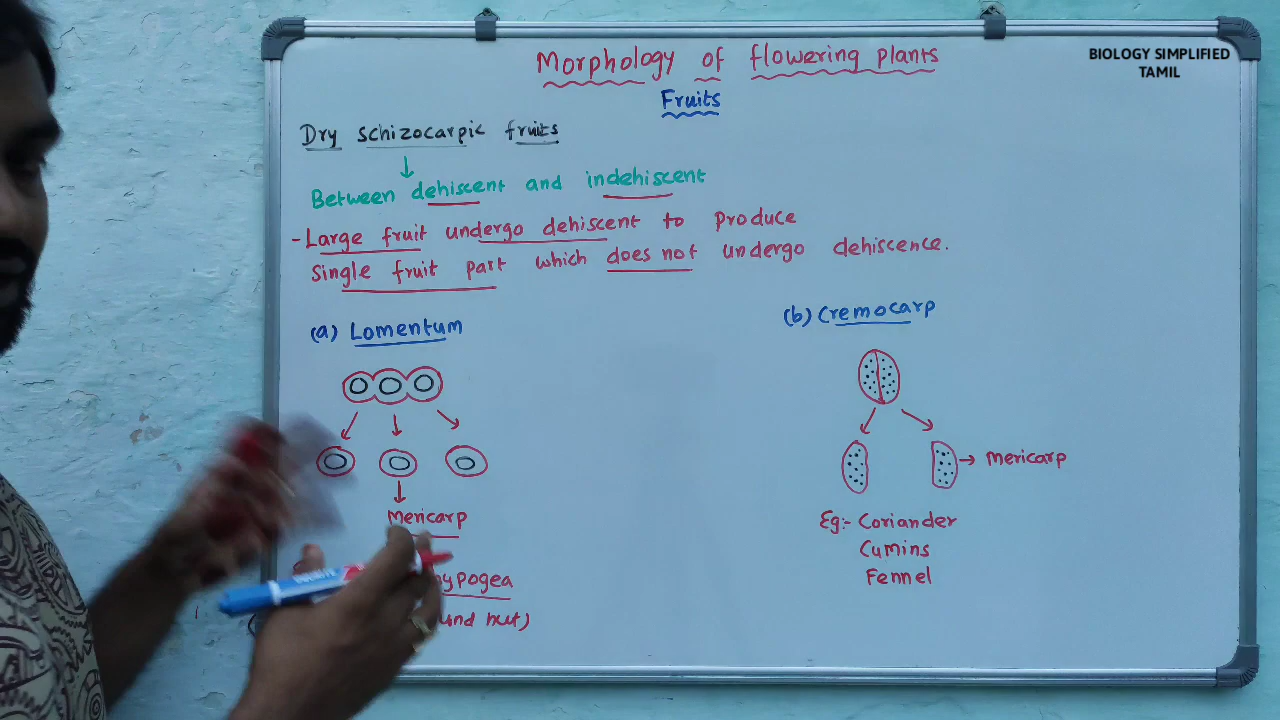 Morphology of flowering plants
BIOLOGY SIMPLIFIED
TAMIL
Fruits
Dry schizocarpic fruits
Between dehiscent and indehiscent
- Large fruit undergo dehiscent to produce
Single fruit part which does not undergo dehiscence.
(a) Lomentum
(b) Cremocarp
→ Mericarp
Mericarp
Eg:- Coriander
Cumins
Fennel
hypogea
nut)